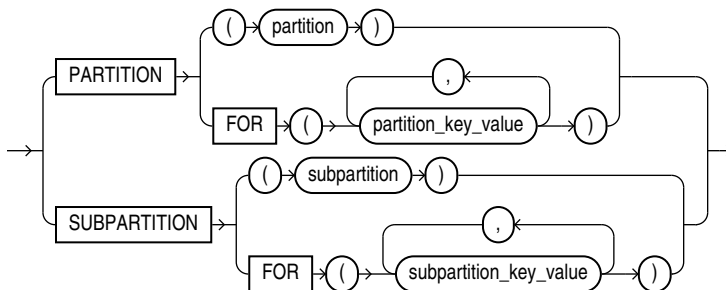 ( partition )
PARTITION
,
FOR ( partition_key_value )
( subpartition )
SUBPARTITION
,
FOR ( subpartition_key_value )